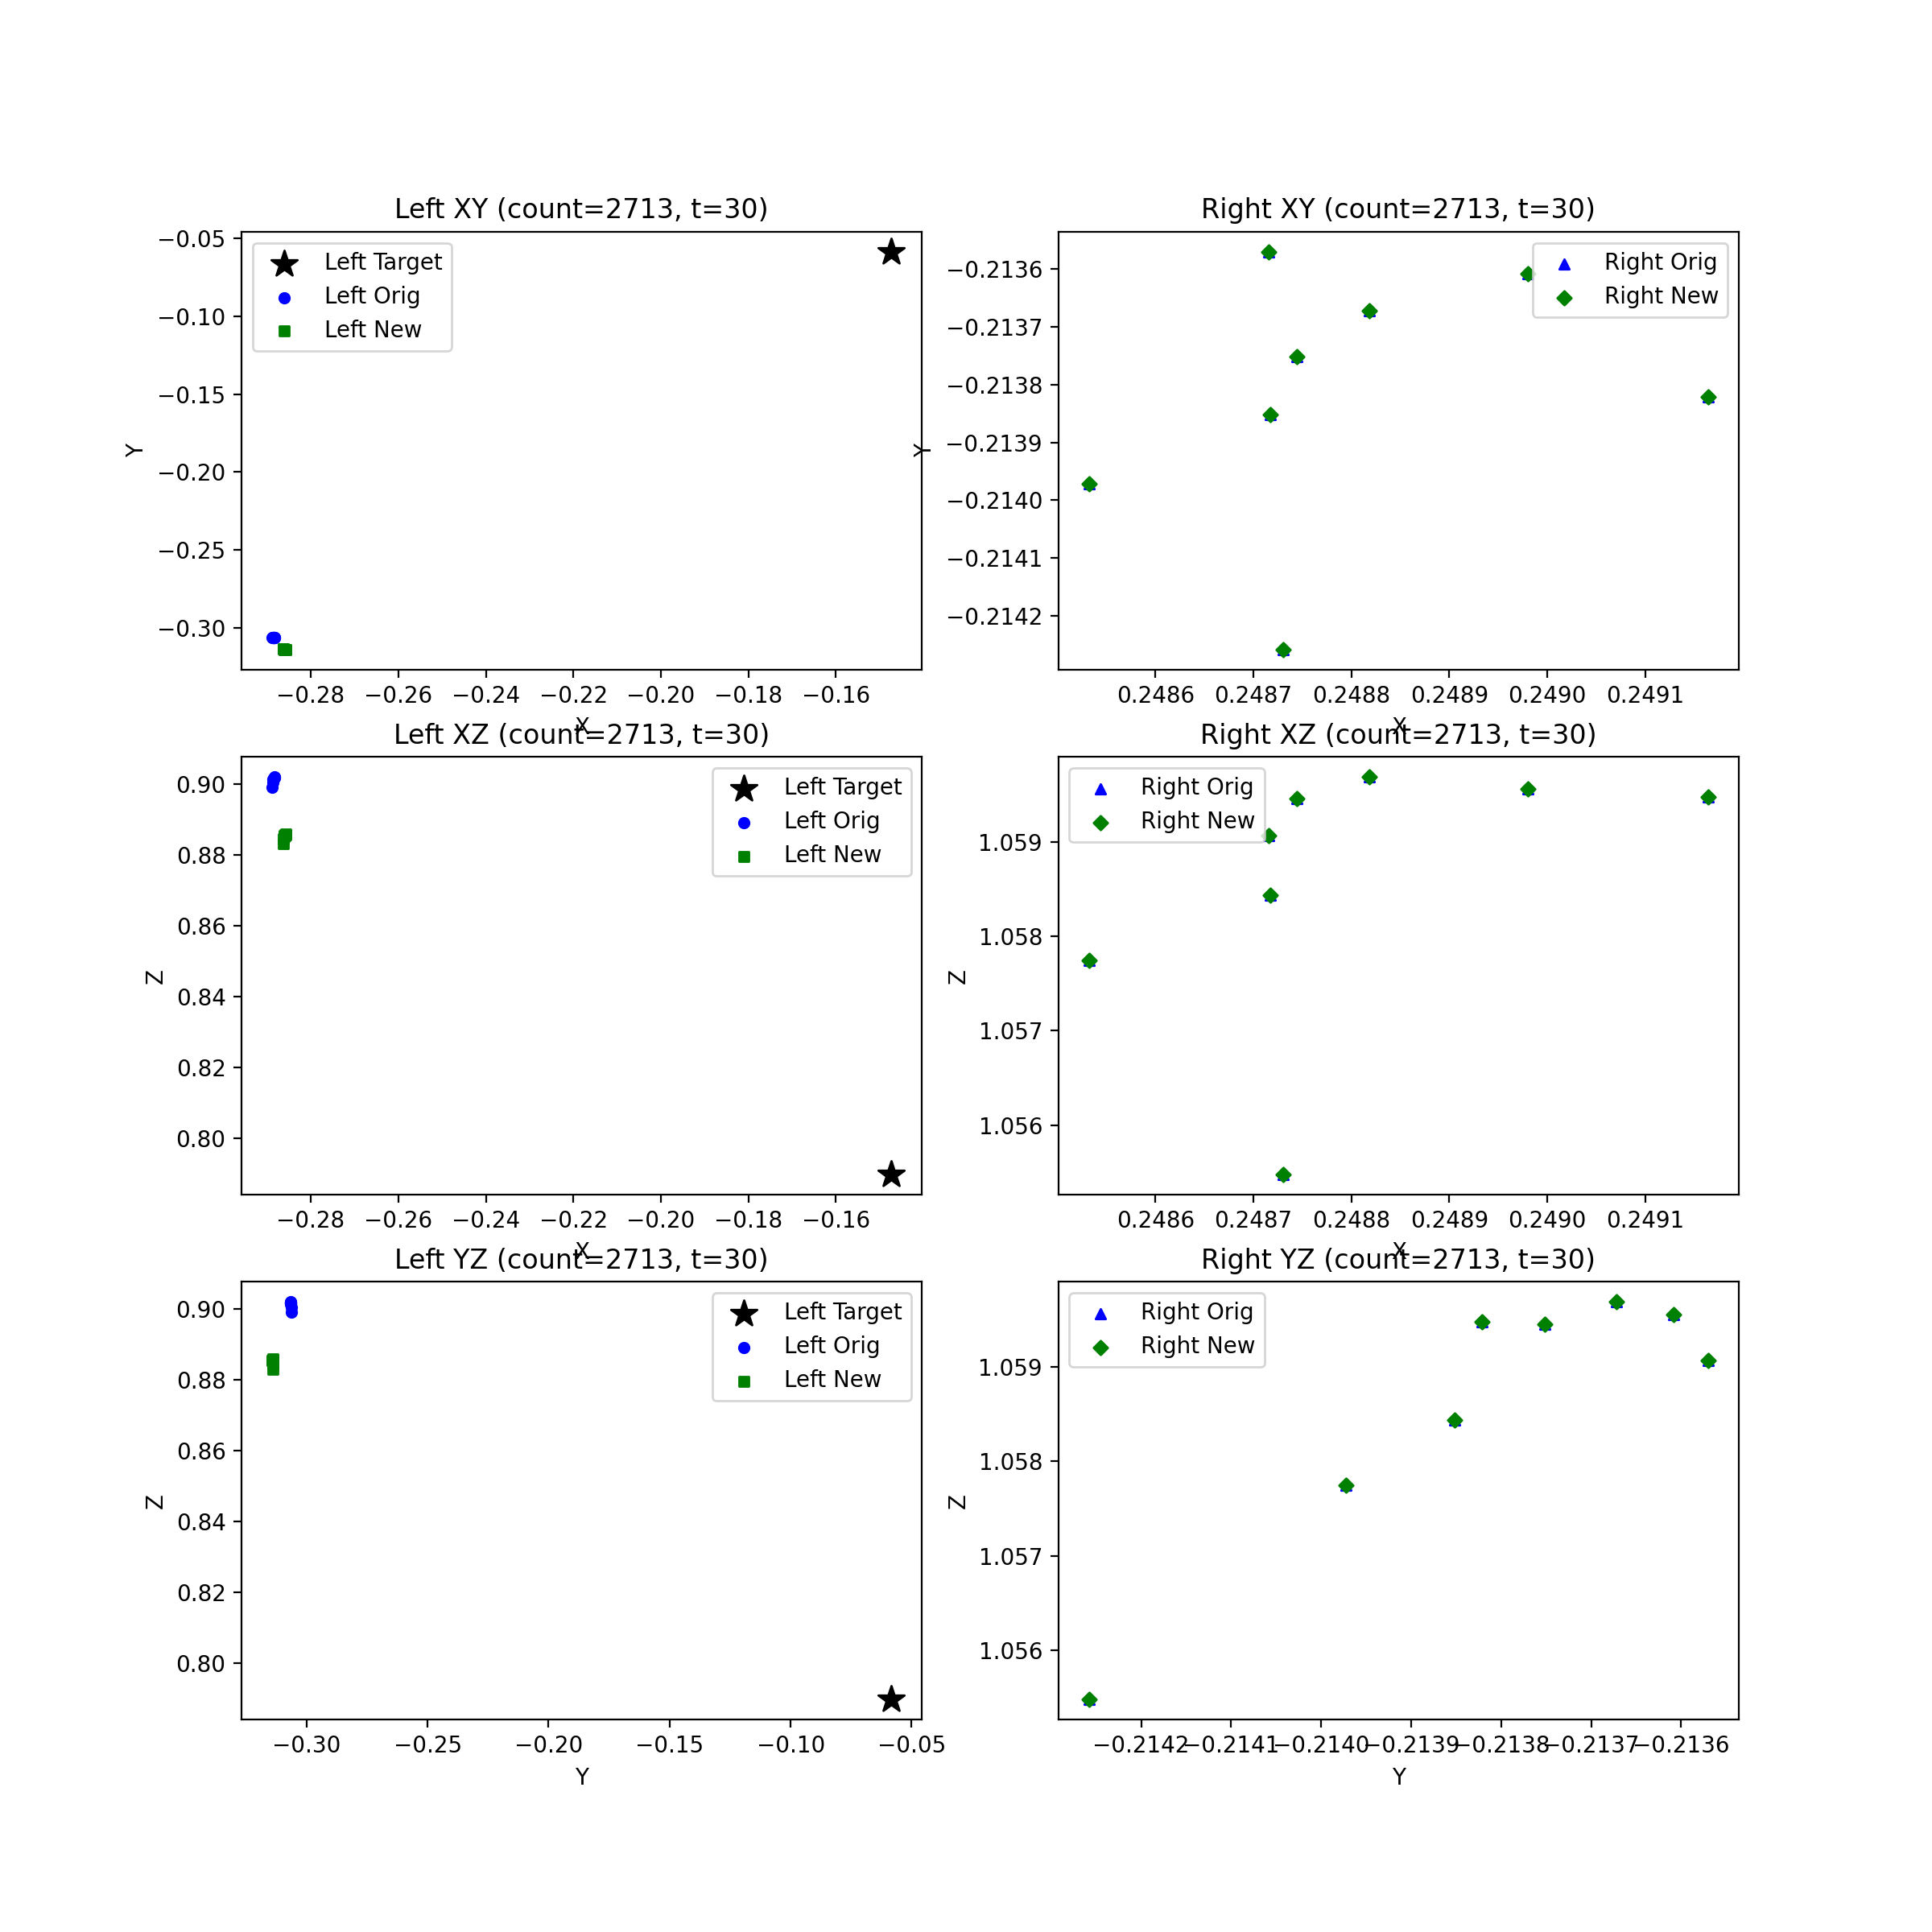 Left XY (count=2713, t=30)
Left Target
Left Orig
Left New
−0.05
−0.10
−0.15
−0.20
−0.25
−0.30
Y
−0.28 −0.26 −0.24 −0.22 −0.20 −0.18 −0.16
X
Right XY (count=2713, t=30)
Right Orig
Right New
−0.2136
−0.2137
−0.2138
−0.2139
−0.2140
−0.2141
−0.2142
Y
0.2486 0.2487 0.2488 0.2489 0.2490 0.2491
X
Left XZ (count=2713, t=30)
Left Target
Left Orig
Left New
0.90
0.88
0.86
0.84
0.82
0.80
Z
−0.28 −0.26 −0.24 −0.22 −0.20 −0.18 −0.16
X
Right XZ (count=2713, t=30)
Right Orig
Right New
1.059
1.058
1.057
1.056
Z
0.2486 0.2487 0.2488 0.2489 0.2490 0.2491
X
Left YZ (count=2713, t=30)
Left Target
Left Orig
Left New
0.90
0.88
0.86
0.84
0.82
0.80
Z
−0.30 −0.25 −0.20 −0.15 −0.10 −0.05
Y
Right YZ (count=2713, t=30)
Right Orig
Right New
1.059
1.058
1.057
1.056
Z
−0.2142 −0.2141 −0.2140 −0.2139 −0.2138 −0.2137 −0.2136
Y